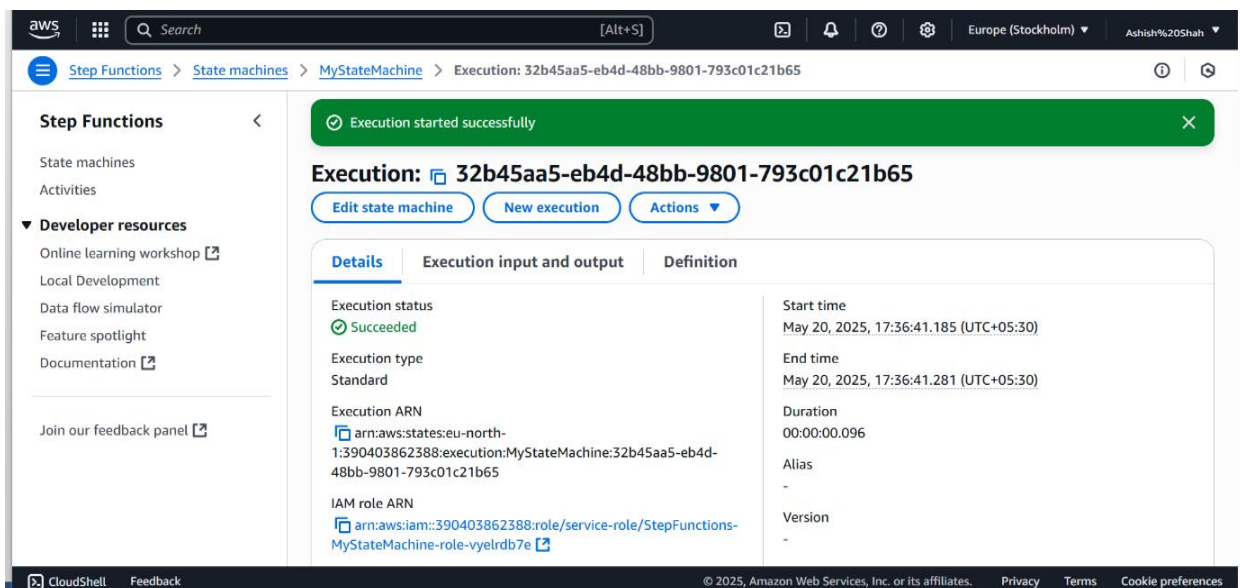 aws
Search
[Alt+S]
Europe (Stockholm)
Ashish%20Shah
Step Functions > State machines > MyStateMachine > Execution: 32b45aa5-eb4d-48bb-9801-793c01c21b65
Step Functions
State machines
Activities
Developer resources
Online learning workshop
Local Development
Data flow simulator
Feature spotlight
Documentation
Join our feedback panel
Execution started successfully
Execution: 32b45aa5-eb4d-48bb-9801-793c01c21b65
Edit state machine
New execution
Actions
Details
Execution input and output
Definition
Execution status
Succeeded
Execution type
Standard
Execution ARN
arn:aws:states:eu-north-
1:390403862388:execution:MyStateMachine:32b45aa5-eb4d-
48bb-9801-793c01c21b65
IAM role ARN
arn:aws:iam::390403862388:role/service-role/StepFunctions-
MyStateMachine-role-vyelrdb7e
Start time
May 20, 2025, 17:36:41.185 (UTC+05:30)
End time
May 20, 2025, 17:36:41.281 (UTC+05:30)
Duration
00:00:00.096
Alias
-
Version
-
CloudShell
Feedback
© 2025, Amazon Web Services, Inc. or its affiliates.
Privacy
Terms
Cookie preferences